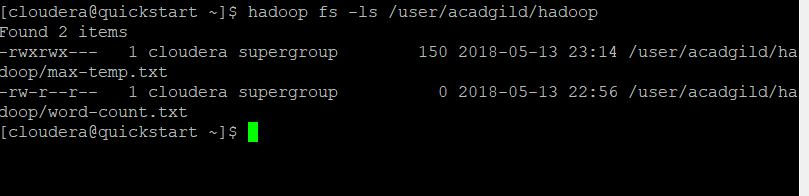 [cloudera@quickstart ~]$ hadoop fs -ls /user/acadgild/hadoop
Found 2 items
-rwxrwx---   1 cloudera supergroup        150 2018-05-13 23:14 /user/acadgild/ha
doop/max-temp.txt
-rw-r--r--   1 cloudera supergroup          0 2018-05-13 22:56 /user/acadgild/ha
doop/word-count.txt
[cloudera@quickstart ~]$